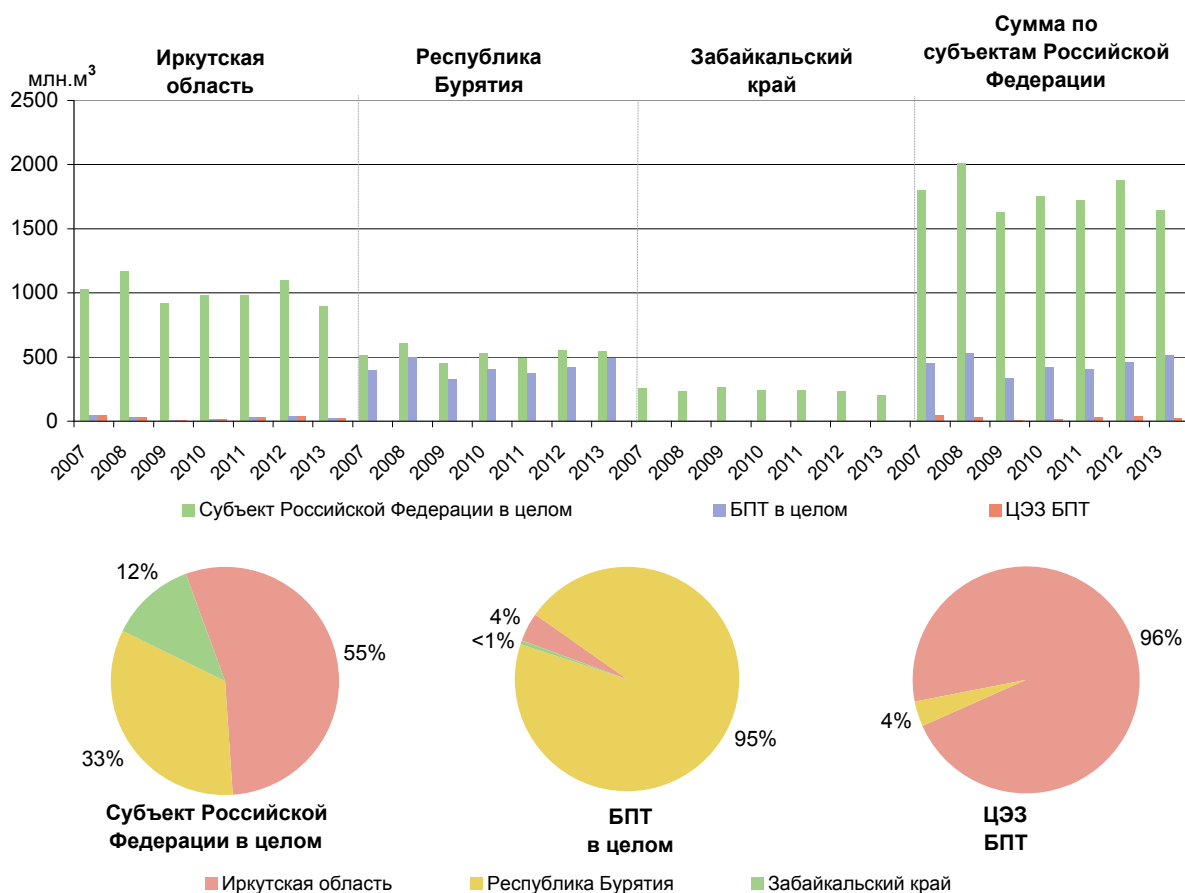 Иркутская
область
Республика
Бурятия
Забайкальский
край
Сумма по
субъектам Российской
Федерации
млн.м³
2500
2000
1500
1000
500
0
2007 2008 2009 2010 2011 2012 2013 2007 2008 2009 2010 2011 2012 2013 2007 2008 2009 2010 2011 2012 2013 2007 2008 2009 2010 2011 2012 2013
Субъект Российской Федерации в целом БПТ в целом ЦЭЗ БПТ
12%
55%
33%
Субъект Российской
Федерации в целом
4%
<1%
95%
БПТ
в целом
96%
4%
ЦЭЗ
БПТ
Иркутская область Республика Бурятия Забайкальский край